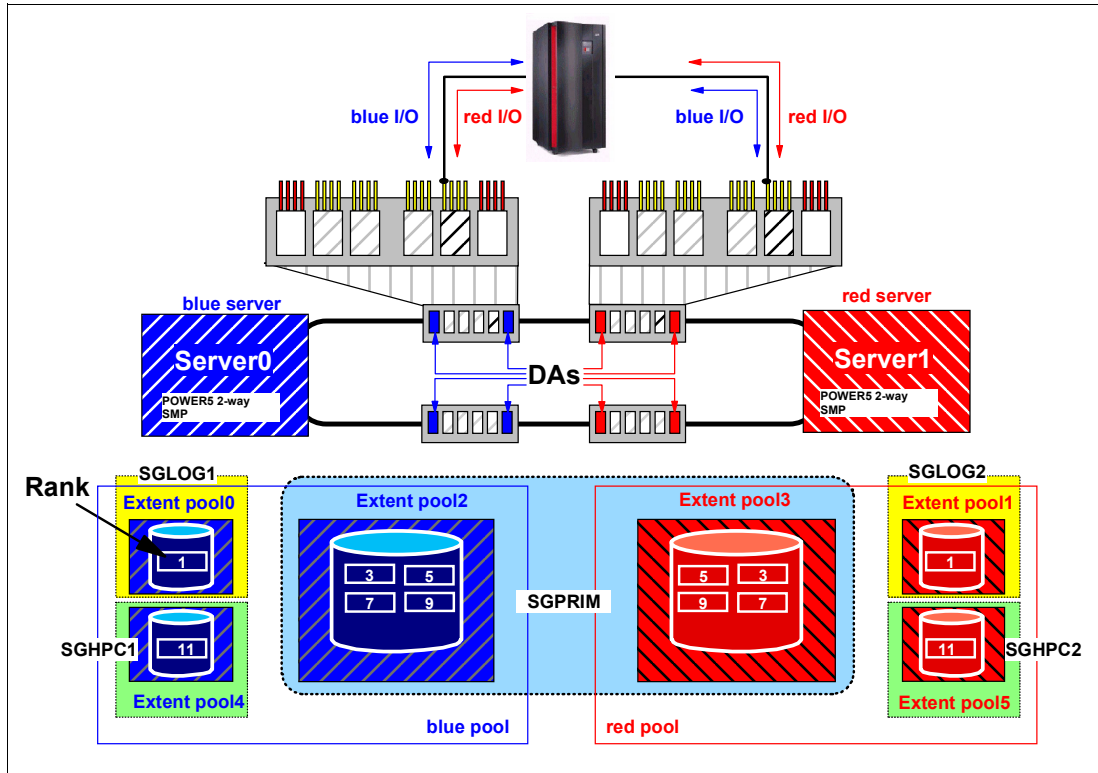 blue I/O
red I/O
blue I/O
red I/O
blue server
red server
Server0
POWER5 2-way
SMP
DAs
Server1
POWER5 2-way
SMP
SGLOG1
SGLOG2
Rank
Extent pool0
Extent pool2
Extent pool3
Extent pool1
1
3
5
7
9
5
3
9
7
1
SGPRIM
SGHPC1
11
11
SGHPC2
Extent pool4
Extent pool5
blue pool
red pool